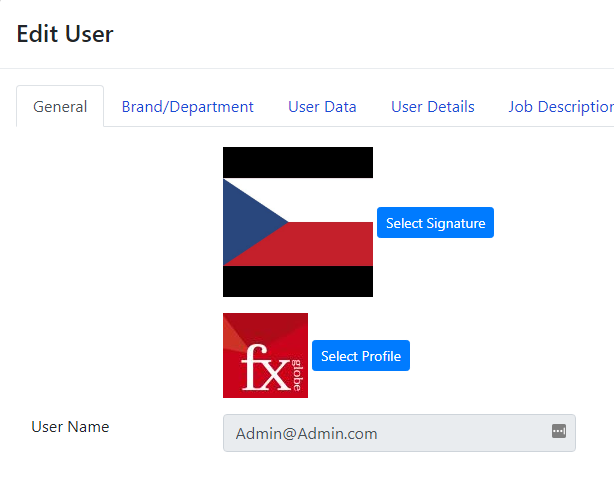 Edit User
General Brand/Department User Data User Details Job Description
Select Signature
fx globe
Select Profile
User Name Admin@Admin.com